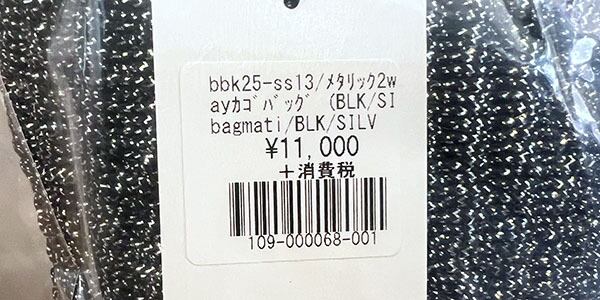 bbk25-ss13/ﾒﾀﾘｯｸ2w
ayｶｺﾞﾊﾞｯｸﾞ (BLK/SI
bagmati/BLK/SILV
¥11,000
+消費税
109-000068-001